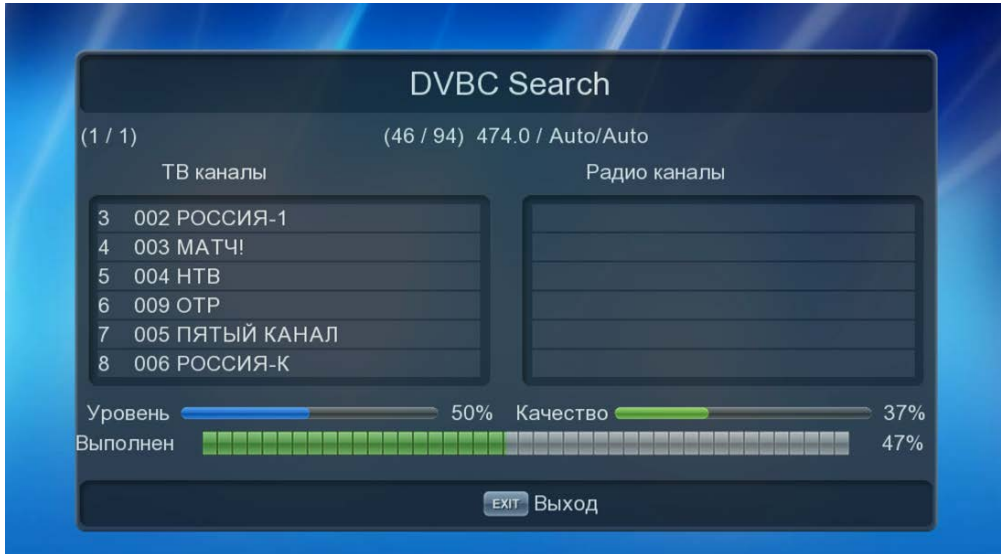 DVBC Search
(1 / 1) (46 / 94) 474.0 / Auto/Auto
ТВ каналы Радио каналы
3 002 РОССИЯ-1
4 003 МАТЧ!
5 004 НТВ
6 009 ОТР
7 005 ПЯТЫЙ КАНАЛ
8 006 РОССИЯ-К
Уровень 50% Качество 37%
Выполнен 47%
EXIT Выход